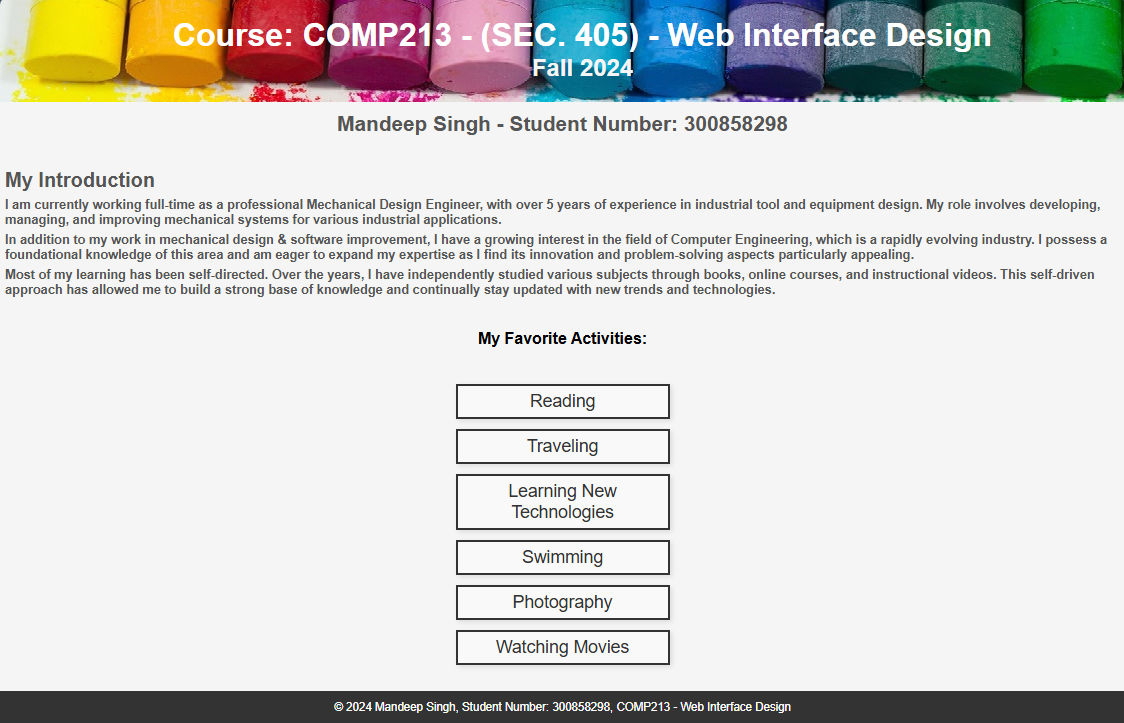 Course: COMP213 - (SEC. 405) - Web Interface Design
Fall 2024
Mandeep Singh - Student Number: 300858298
My Introduction
I am currently working full-time as a professional Mechanical Design Engineer, with over 5 years of experience in industrial tool and equipment design. My role involves developing,
managing, and improving mechanical systems for various industrial applications.
In addition to my work in mechanical design & software improvement, I have a growing interest in the field of Computer Engineering, which is a rapidly evolving industry. I possess a
foundational knowledge of this area and am eager to expand my expertise as I find its innovation and problem-solving aspects particularly appealing.
Most of my learning has been self-directed. Over the years, I have independently studied various subjects through books, online courses, and instructional videos. This self-driven
approach has allowed me to build a strong base of knowledge and continually stay updated with new trends and technologies.
My Favorite Activities:
Reading
Traveling
Learning New
Technologies
Swimming
Photography
Watching Movies
© 2024 Mandeep Singh, Student Number: 300858298, COMP213 - Web Interface Design